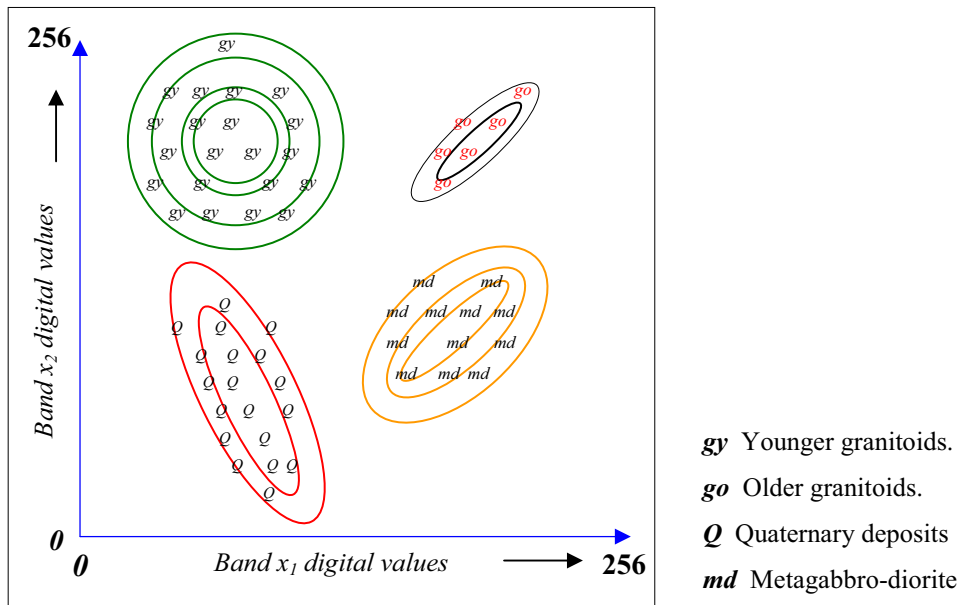 256
gy
gy gy gy gy go
gy gy gy gy go go
gy gy gy gy go go
gy gy gy gy go
gy gy gy gy
md md
Q
md md md md
Q Q Q
md md md
Q Q Q
md md md
Q Q Q
Q Q Q
Q Q
Q Q Q
Q
Band x₂ digital values
0
0
Band x₁ digital values
256
gy Younger granitoids.
go Older granitoids.
Q Quaternary deposits
md Metagabbro-diorite